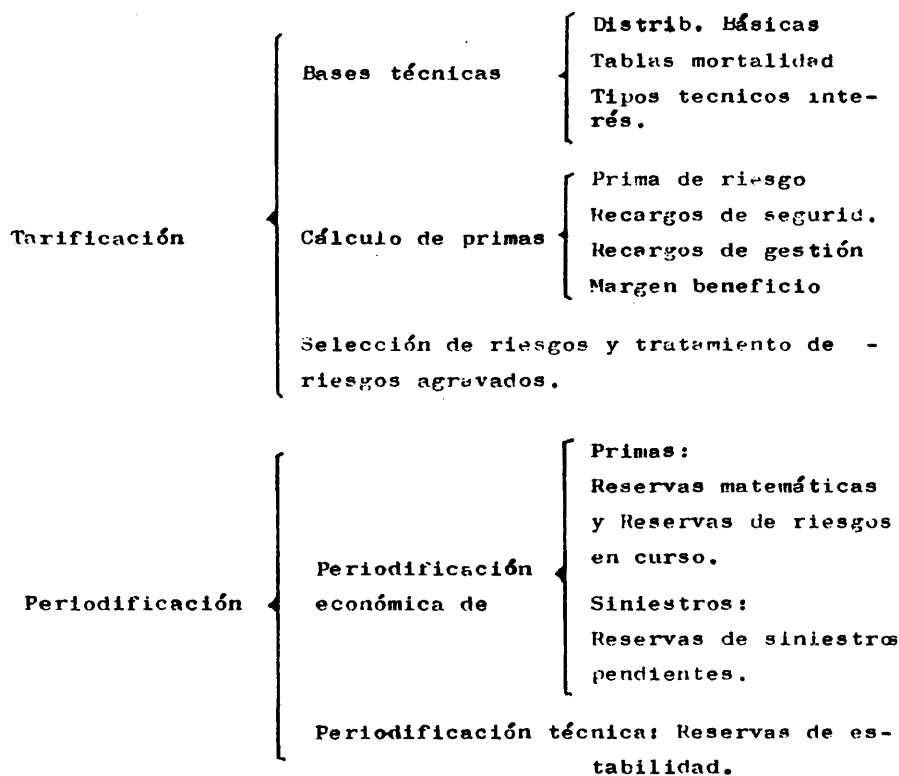 Distrib. Básicas
Bases técnicas
Tablas mortalidad
Tipos tecnicos inte-
rés.
Tarificación
Cálculo de primas
Prima de riesgo
Recargos de segurid.
Recargos de gestión
Margen beneficio
Selección de riesgos y tratamiento de -
riesgos agravados.
Periodificación
Periodificación
económica de
Primas:
Reservas matemáticas
y Reservas de riesgos
en curso.
Siniestros:
Reservas de siniestros
pendientes.
Periodificación técnica: Reservas de es-
tabilidad.